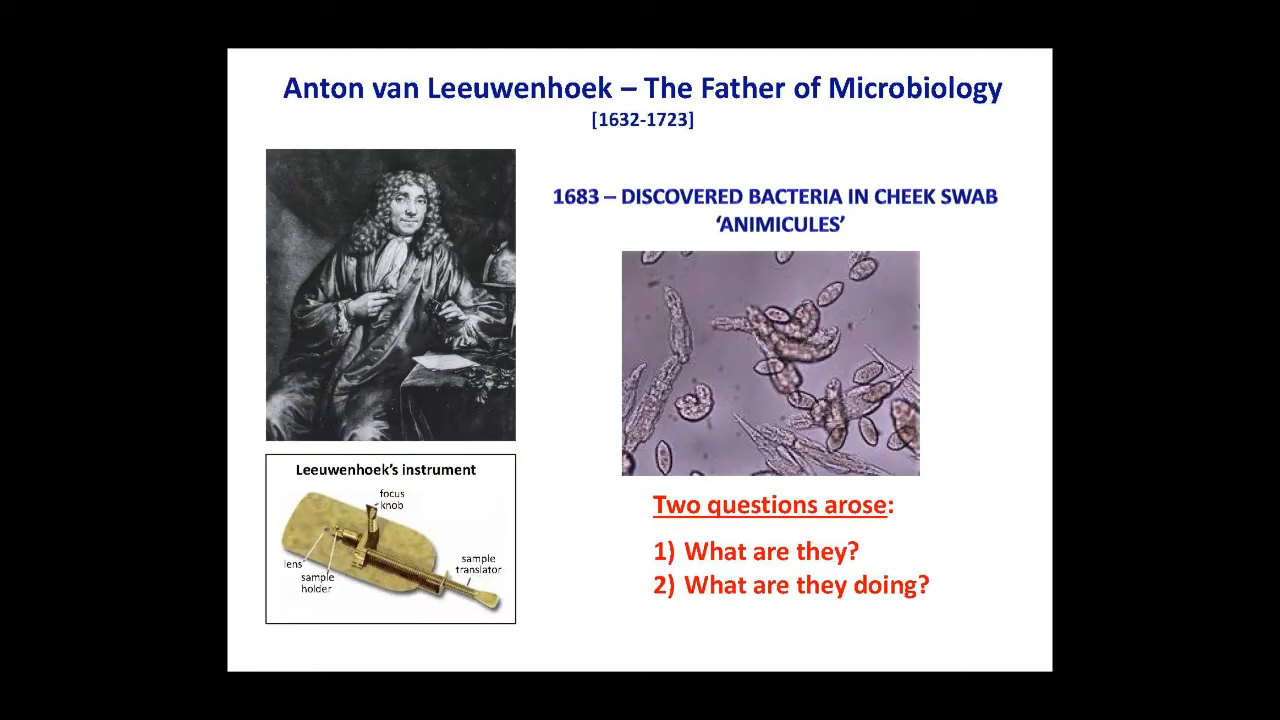 Anton van Leeuwenhoek – The Father of Microbiology
[1632-1723]
1683 – DISCOVERED BACTERIA IN CHEEK SWAB
‘ANIMICULES’
Leeuwenhoek’s instrument
focus
knob
lens
sample
holder
sample
translator
Two questions arose:
1) What are they?
2) What are they doing?